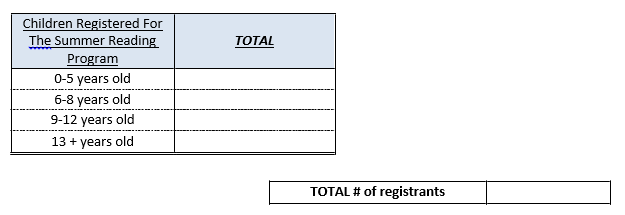 Children Registered For
The Summer Reading
Program
TOTAL
0-5 years old
6-8 years old
9-12 years old
13 + years old
TOTAL # of registrants